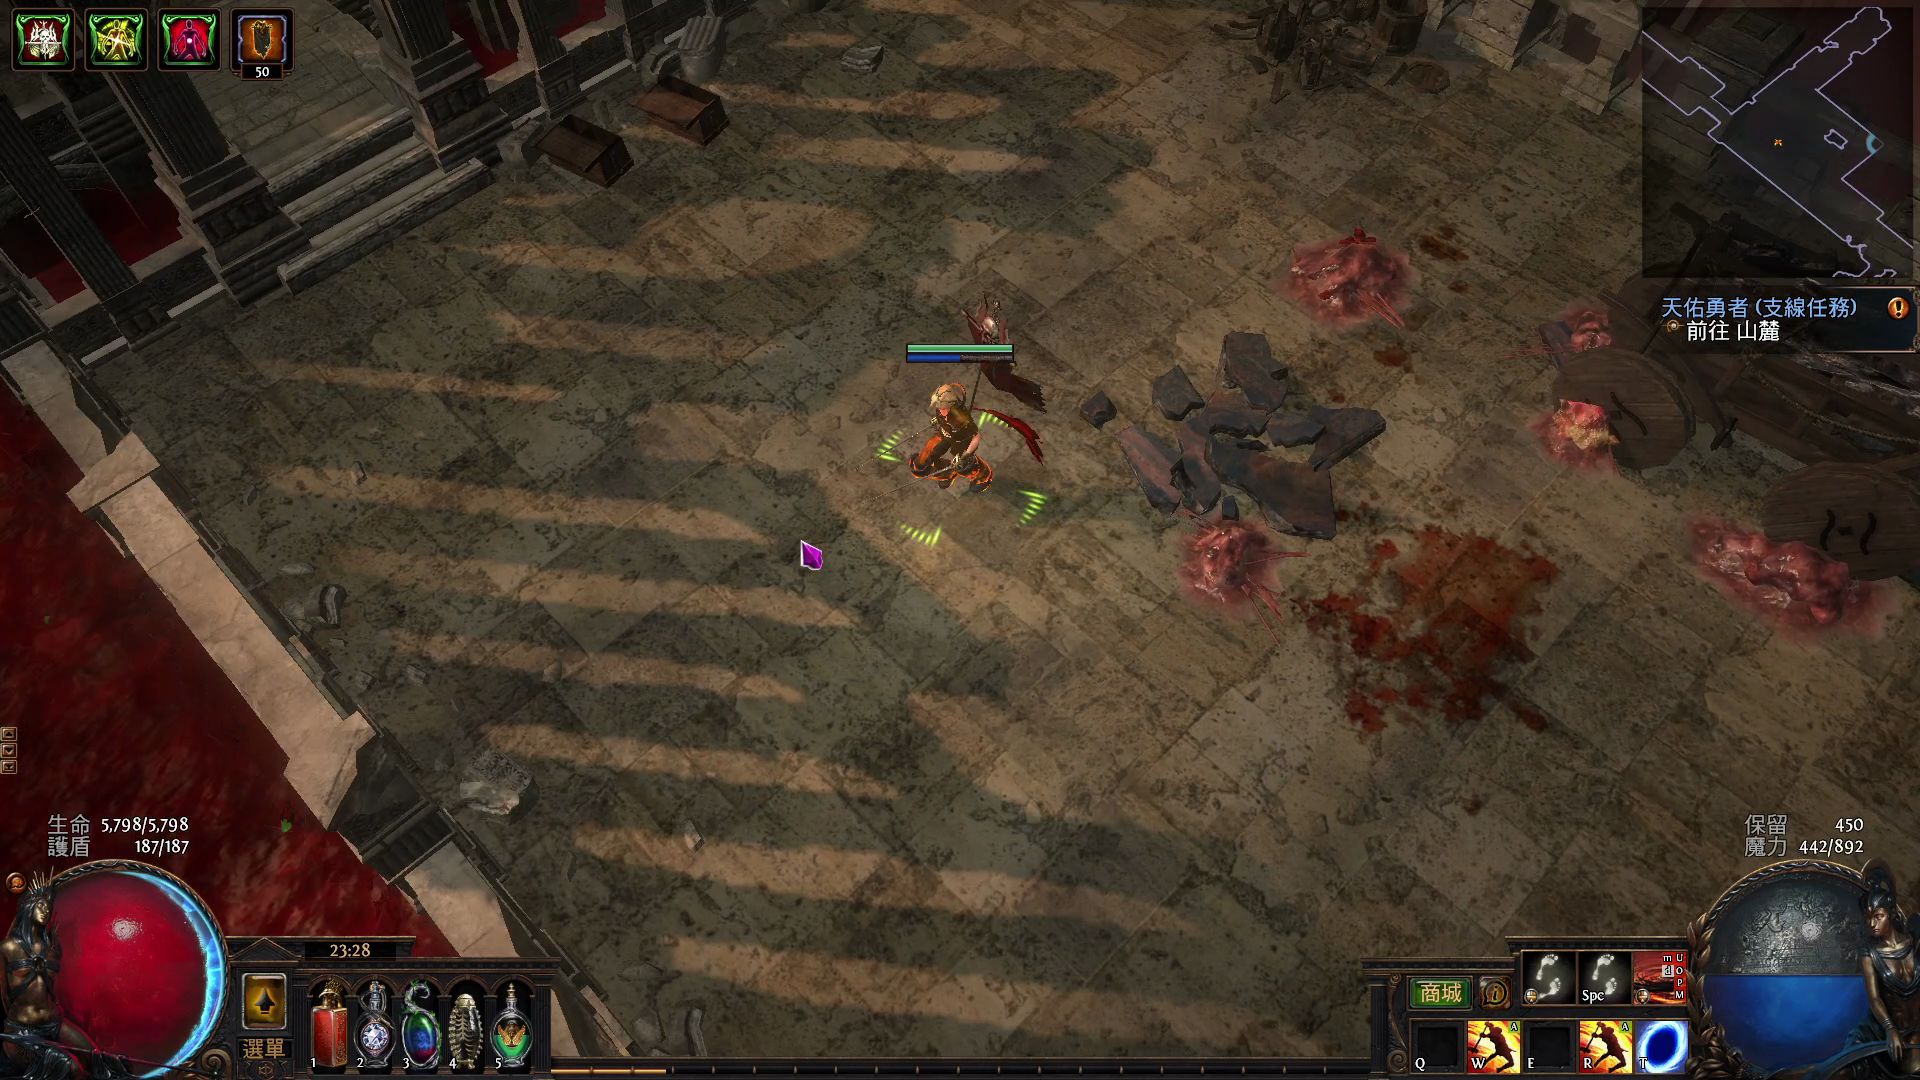 50
天佑勇者 (支線任務)
前往 山麓
生命 5,798/5,798
護盾 187/187
保留 450
魔力 442/892
23:28
選單
1
2
3
4
5
商城
Spc
Q
W
A
E
R
A
T